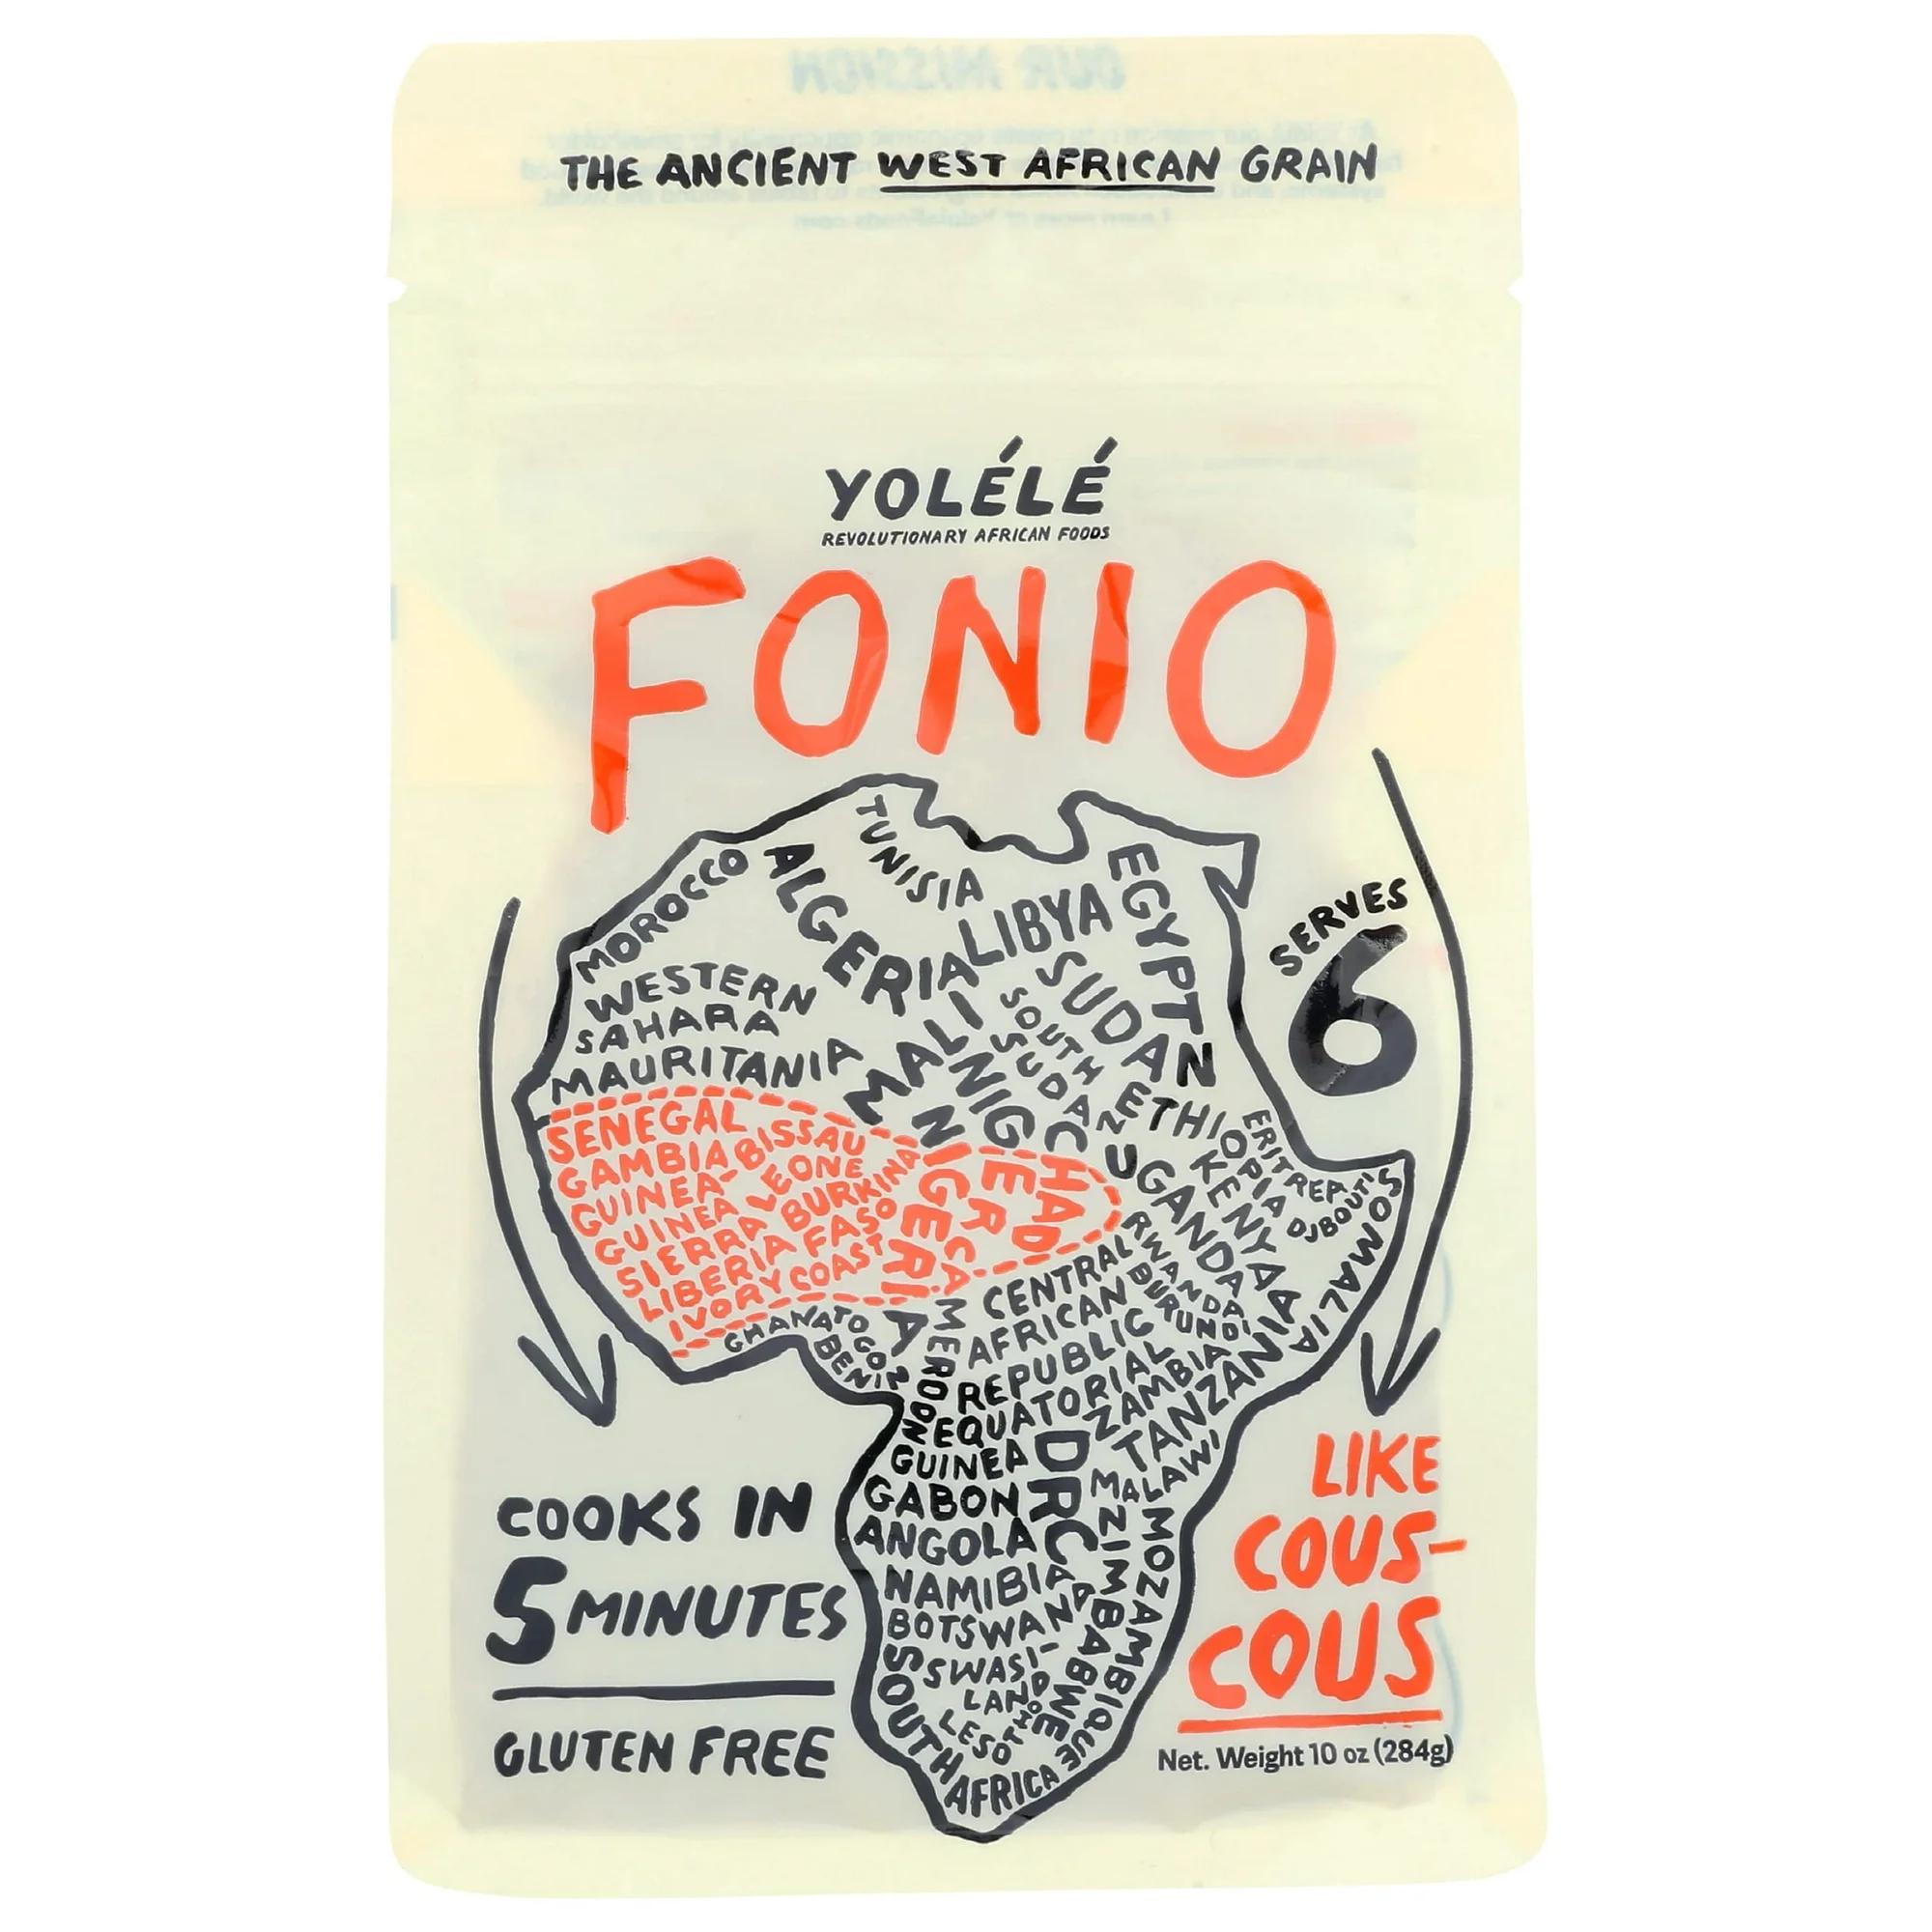 THE ANCIENT WEST AFRICAN GRAIN
YOLÉLÉ
REVOLUTIONARY AFRICAN FOODS
FONIO
TUNISIA
MOROCCO
ALGERIA
LIBYA
EGYPT
WESTERN
SAHARA
MAURITANIA
MALI
NIGER
CHAD
SUDAN
SOUTH
SUDAN
ETHIOPIA
ERITREA
DJBOUTI
SOMALIA
KENYA
UGANDA
RWANDA
BURUNDI
SENEGAL
GAMBIA
GUINEA-BISSAU
GUINEA
SIERRA LEONE
LIBERIA
BURKINA
FASO
IVORY COAST
NIGERIA
GHANA
TOGO
BENIN
CAMEROON
CENTRAL
AFRICAN
REPUBLIC
EQUATORIAL
GUINEA
GABON
DRC
ZAMBIA
TANZANIA
MALAWI
ANGOLA
NAMIBIA
BOTSWANA
ZIMBABWE
MOZAMBIQUE
SWASI-
LAND
LESOTHO
SOUTH AFRICA
SERVES
6
COOKS IN
5 MINUTES
GLUTEN FREE
LIKE
COUS-
COUS
Net. Weight 10 oz (284g)
OUR MISSION